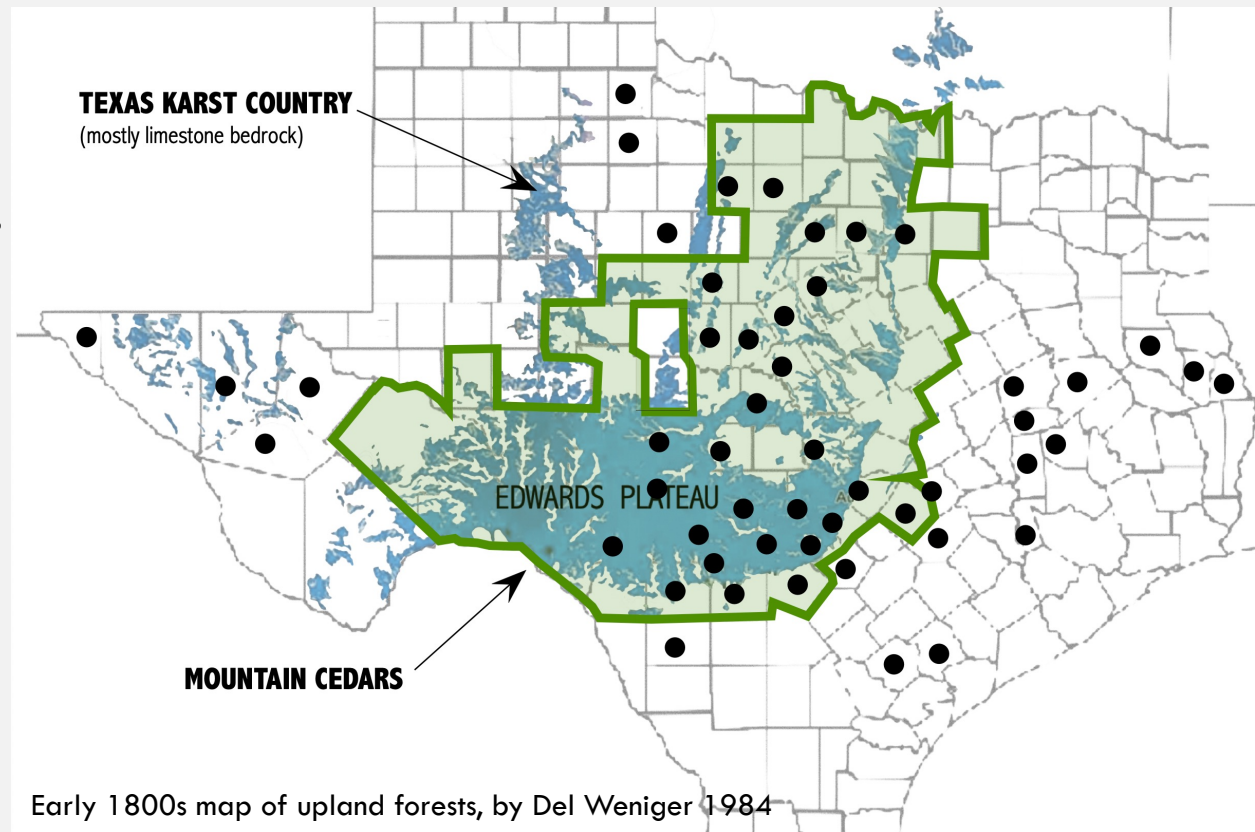 TEXAS KARST COUNTRY
(mostly limestone bedrock)
EDWARDS PLATEAU
MOUNTAIN CEDARS
Early 1800s map of upland forests, by Del Weniger 1984